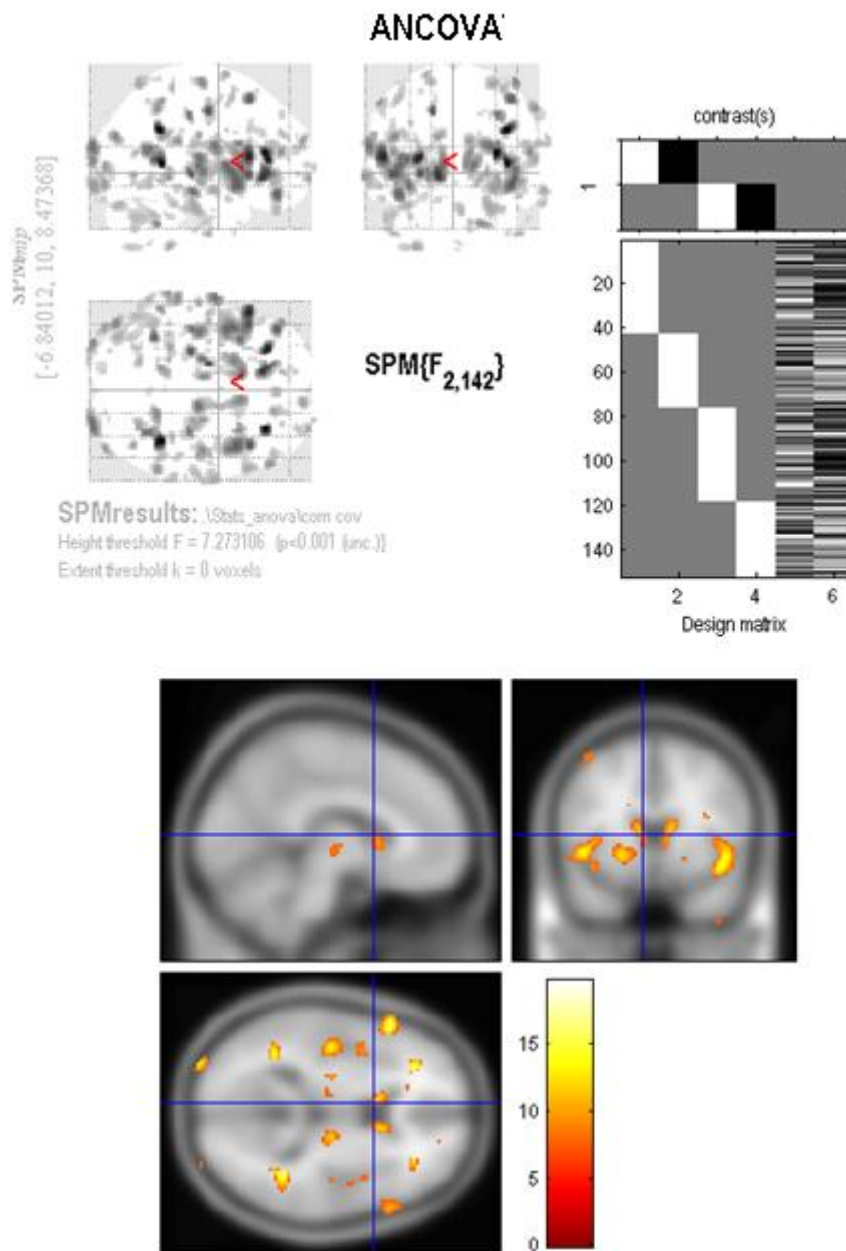 ANCOVA
contrast(s)
1
SPMmip
[-6.84012, 10, 8.47368]
<
<
<
SPM{F2,142}
20
40
60
80
100
120
140
2
4
6
Design matrix
SPMresults: .\Stats_anova\com cov
Height threshold F = 7.273106 {p<0.001 (unc.)}
Extent threshold k = 0 voxels
15
10
5
0